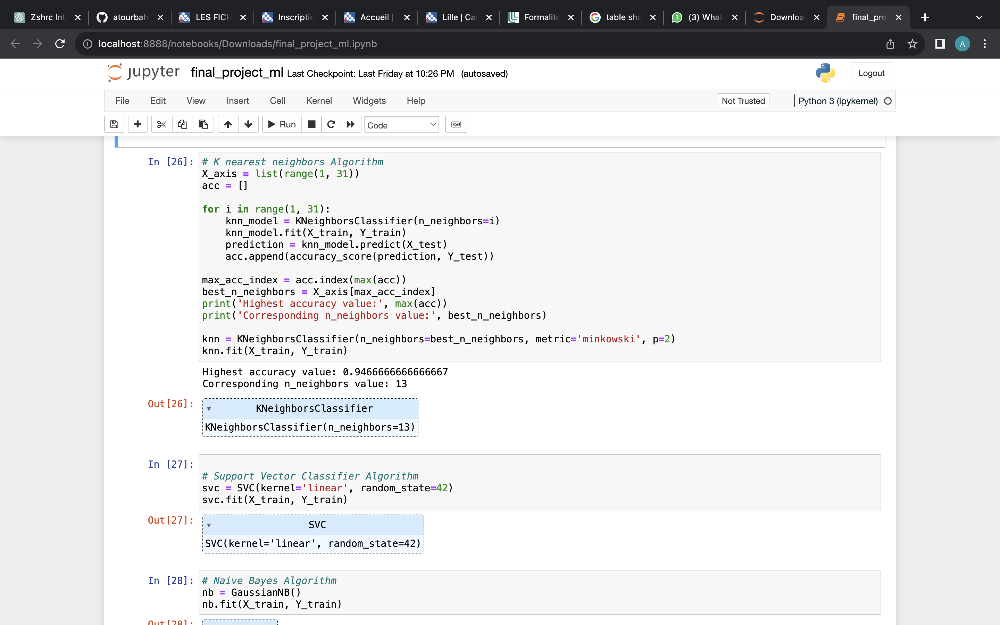 Zshrc Int
atourbah
LES FICH
Inscriptio
Accueil |
Lille | Ca
Formalité
table sho
(3) What
Downloa
final_pro
localhost:8888/notebooks/Downloads/final_project_ml.ipynb
A
jupyter final_project_ml Last Checkpoint: Last Friday at 10:26 PM (autosaved)
Logout
File Edit View Insert Cell Kernel Widgets Help
Not Trusted
Python 3 (ipykernel)
Run
Code
In [26]: # K nearest neighbors Algorithm
X_axis = list(range(1, 31))
acc = []
for i in range(1, 31):
    knn_model = KNeighborsClassifier(n_neighbors=i)
    knn_model.fit(X_train, Y_train)
    prediction = knn_model.predict(X_test)
    acc.append(accuracy_score(prediction, Y_test))
max_acc_index = acc.index(max(acc))
best_n_neighbors = X_axis[max_acc_index]
print('Highest accuracy value:', max(acc))
print('Corresponding n_neighbors value:', best_n_neighbors)
knn = KNeighborsClassifier(n_neighbors=best_n_neighbors, metric='minkowski', p=2)
knn.fit(X_train, Y_train)
Highest accuracy value: 0.9466666666666667
Corresponding n_neighbors value: 13
Out[26]:
KNeighborsClassifier
KNeighborsClassifier(n_neighbors=13)
In [27]:
# Support Vector Classifier Algorithm
svc = SVC(kernel='linear', random_state=42)
svc.fit(X_train, Y_train)
Out[27]:
SVC
SVC(kernel='linear', random_state=42)
In [28]: # Naive Bayes Algorithm
nb = GaussianNB()
nb.fit(X_train, Y_train)
Out[28]: